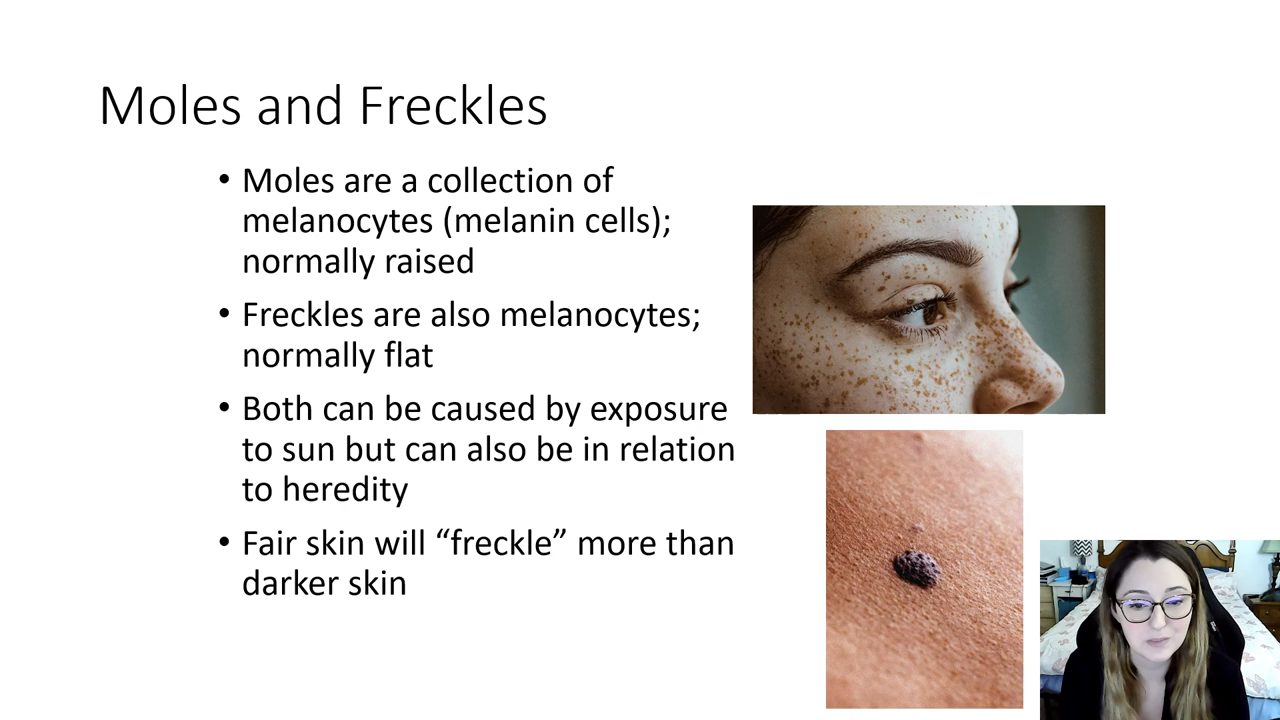 Moles and Freckles
• Moles are a collection of
melanocytes (melanin cells);
normally raised
• Freckles are also melanocytes;
normally flat
• Both can be caused by exposure
to sun but can also be in relation
to heredity
• Fair skin will “freckle” more than
darker skin